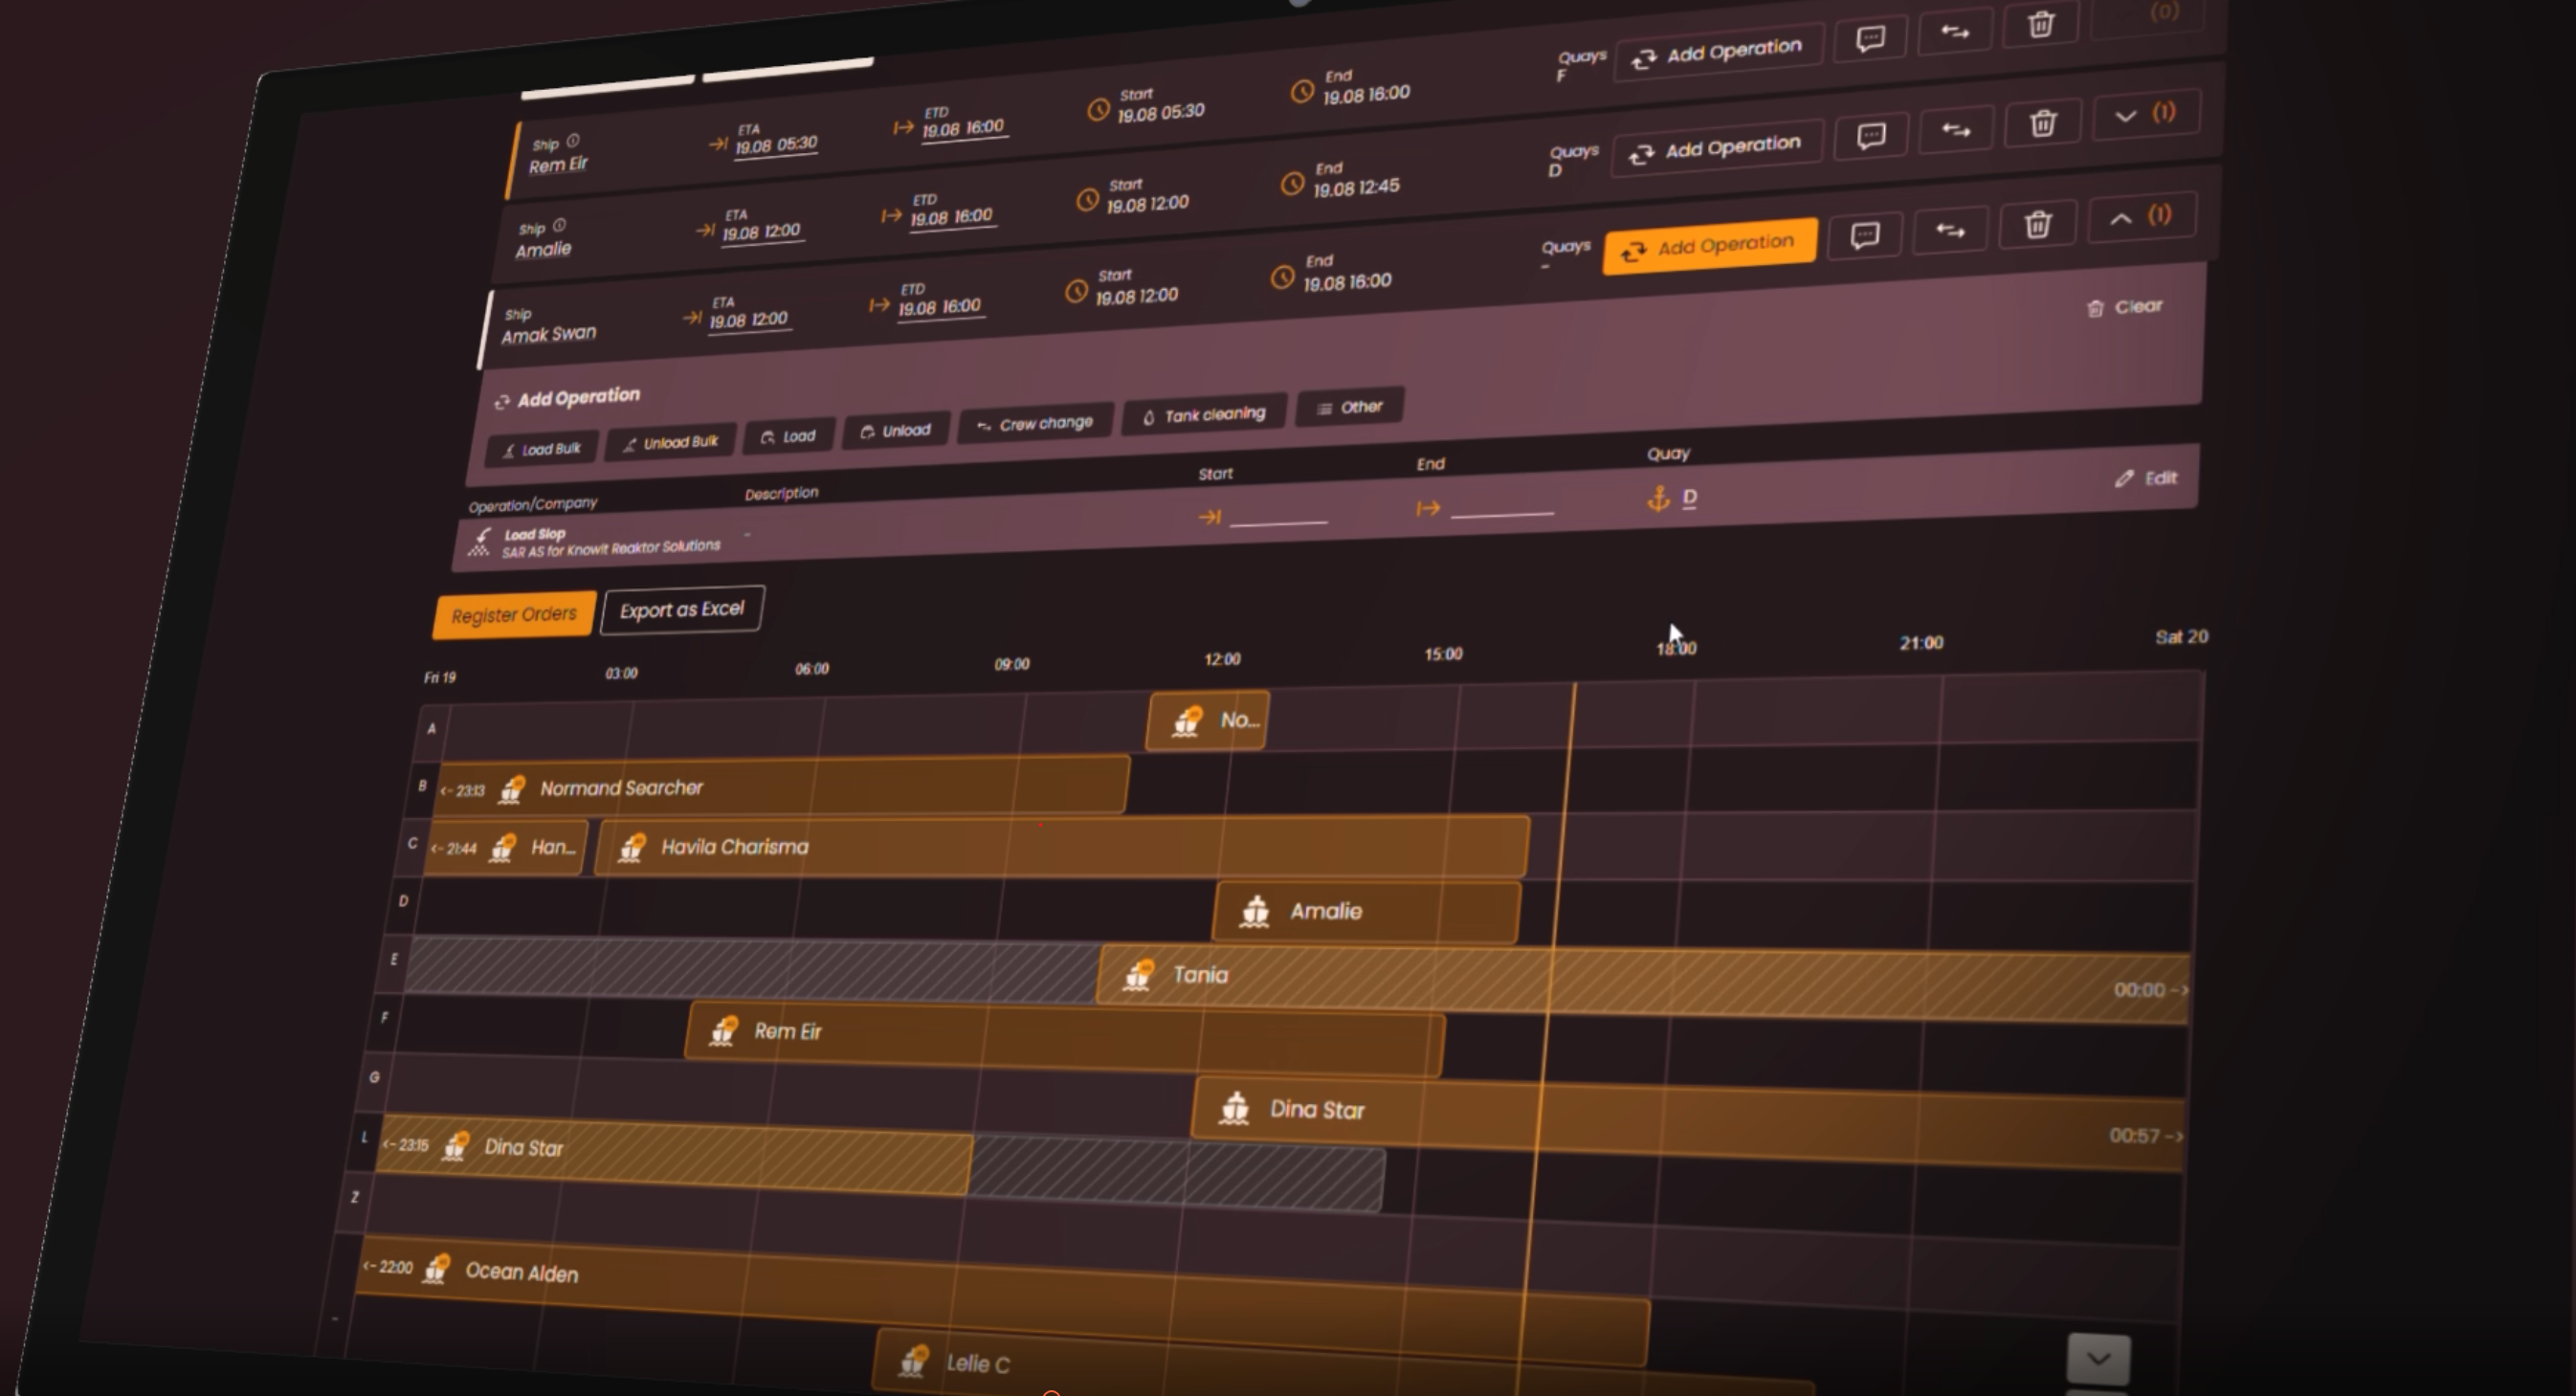 (0)
Ship Rem Eir ETA 19.08 05:30 ETD 19.08 16:00 Start 19.08 05:30 End 19.08 16:00 Quays F Add Operation
Ship Amalie ETA 19.08 12:00 ETD 19.08 16:00 Start 19.08 12:00 End 19.08 12:45 Quays D Add Operation (1)
Ship Amak Swan ETA 19.08 12:00 ETD 19.08 16:00 Start 19.08 12:00 End 19.08 16:00 Quays - Add Operation (1)
Clear
Add Operation
Load Bulk Unload Bulk Load Unload Crew change Tank cleaning Other
Operation/Company Description Start End Quay
Load Slop - D Edit
SAR AS for Knowit Reaktor Solutions
Register Orders Export as Excel
Fri 19 03:00 06:00 09:00 12:00 15:00 18:00 21:00 Sat 20
A No...
B <- 23:13 Normand Searcher
C <- 21:44 Han... Havila Charisma
D Amalie
E Tania 00:00 ->
F Rem Eir
G Dina Star 00:57 ->
L <- 23:15 Dina Star
Z
<- 22:00 Ocean Alden
- Lelie C